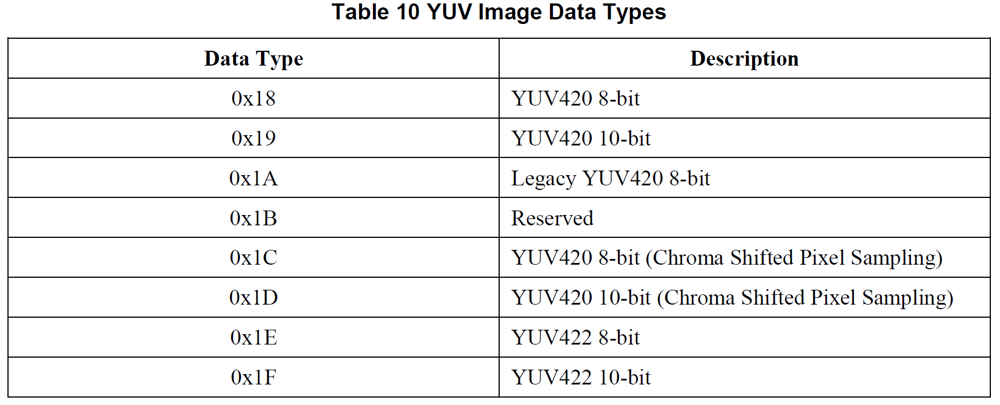 Table 10 YUV Image Data Types
Data Type Description
0x18 YUV420 8-bit
0x19 YUV420 10-bit
0x1A Legacy YUV420 8-bit
0x1B Reserved
0x1C YUV420 8-bit (Chroma Shifted Pixel Sampling)
0x1D YUV420 10-bit (Chroma Shifted Pixel Sampling)
0x1E YUV422 8-bit
0x1F YUV422 10-bit